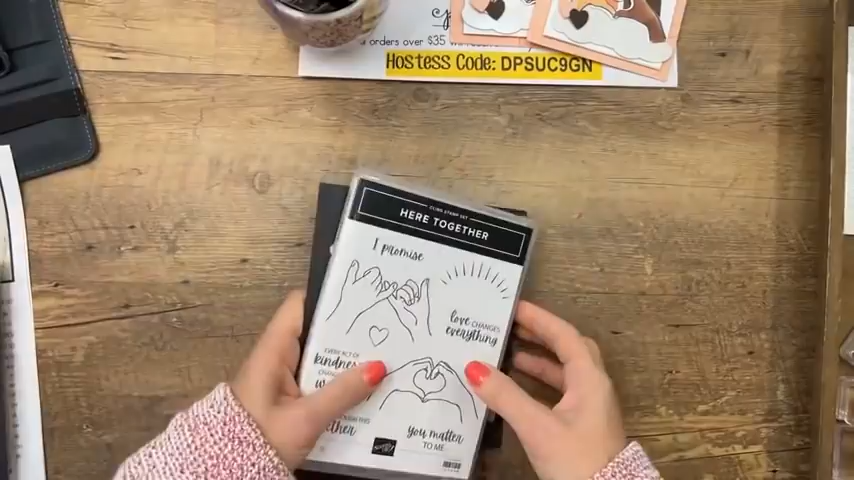 orders over $35
Hostess Code: DPSUC9GN
CLING STAMP SET
HERE TOGETHER
I promise
love CHANGES
everything
EVERY ACT OF
kindness
you matter
TO ME